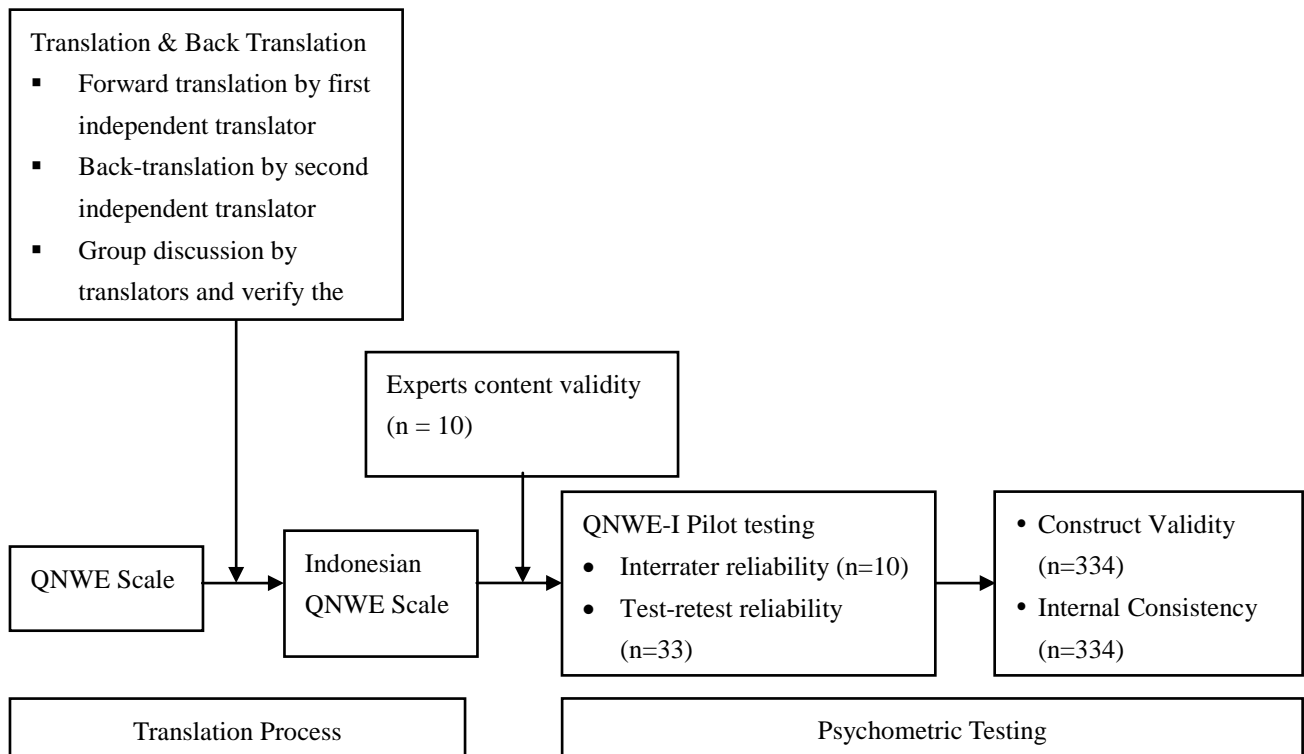 Translation & Back Translation
▪ Forward translation by first
independent translator
▪ Back-translation by second
independent translator
▪ Group discussion by
translators and verify the
Experts content validity
(n = 10)
QNWE Scale
Indonesian
QNWE Scale
QNWE-I Pilot testing
• Interrater reliability (n=10)
• Test-retest reliability
(n=33)
• Construct Validity
(n=334)
• Internal Consistency
(n=334)
Translation Process
Psychometric Testing